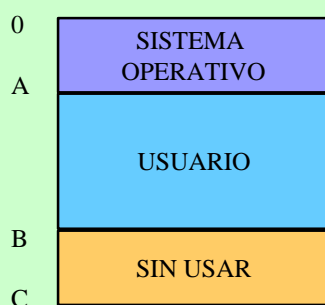 0
SISTEMA
OPERATIVO
A
USUARIO
B
SIN USAR
C